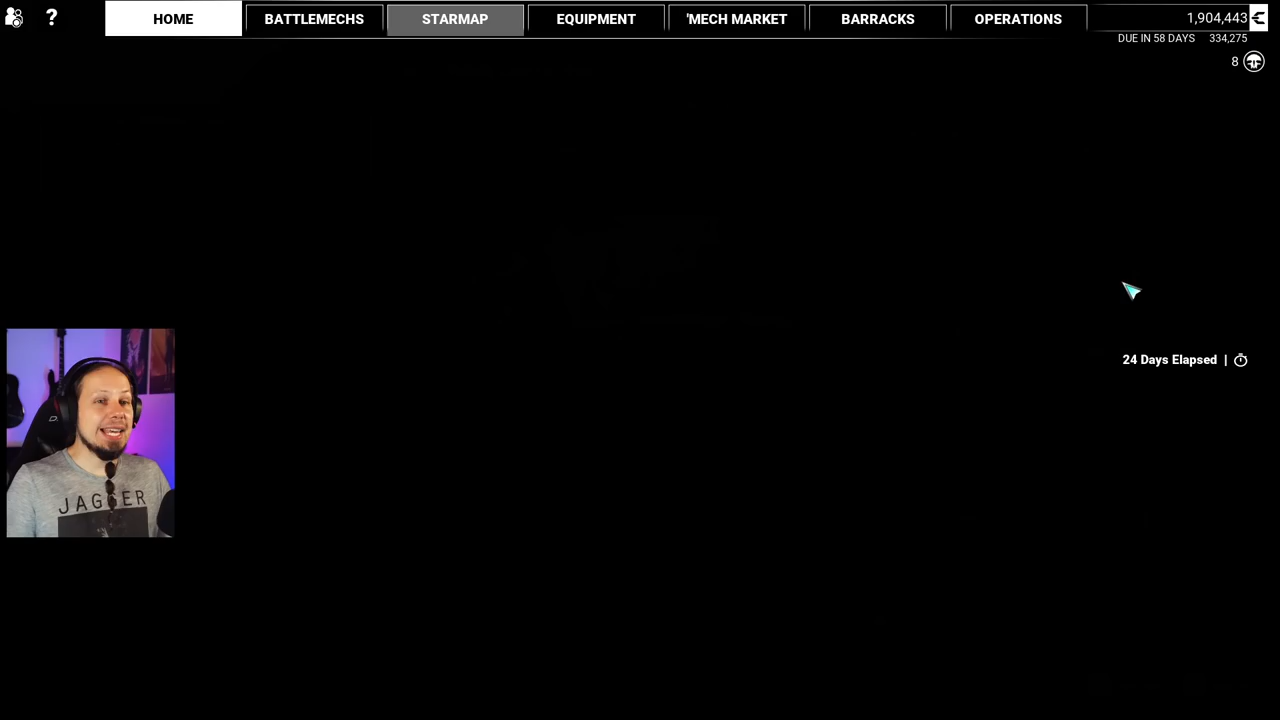 ? HOME BATTLEMECHS STARMAP EQUIPMENT 'MECH MARKET BARRACKS OPERATIONS 1,904,443
DUE IN 58 DAYS 334,275
8
24 Days Elapsed |
JAGGER